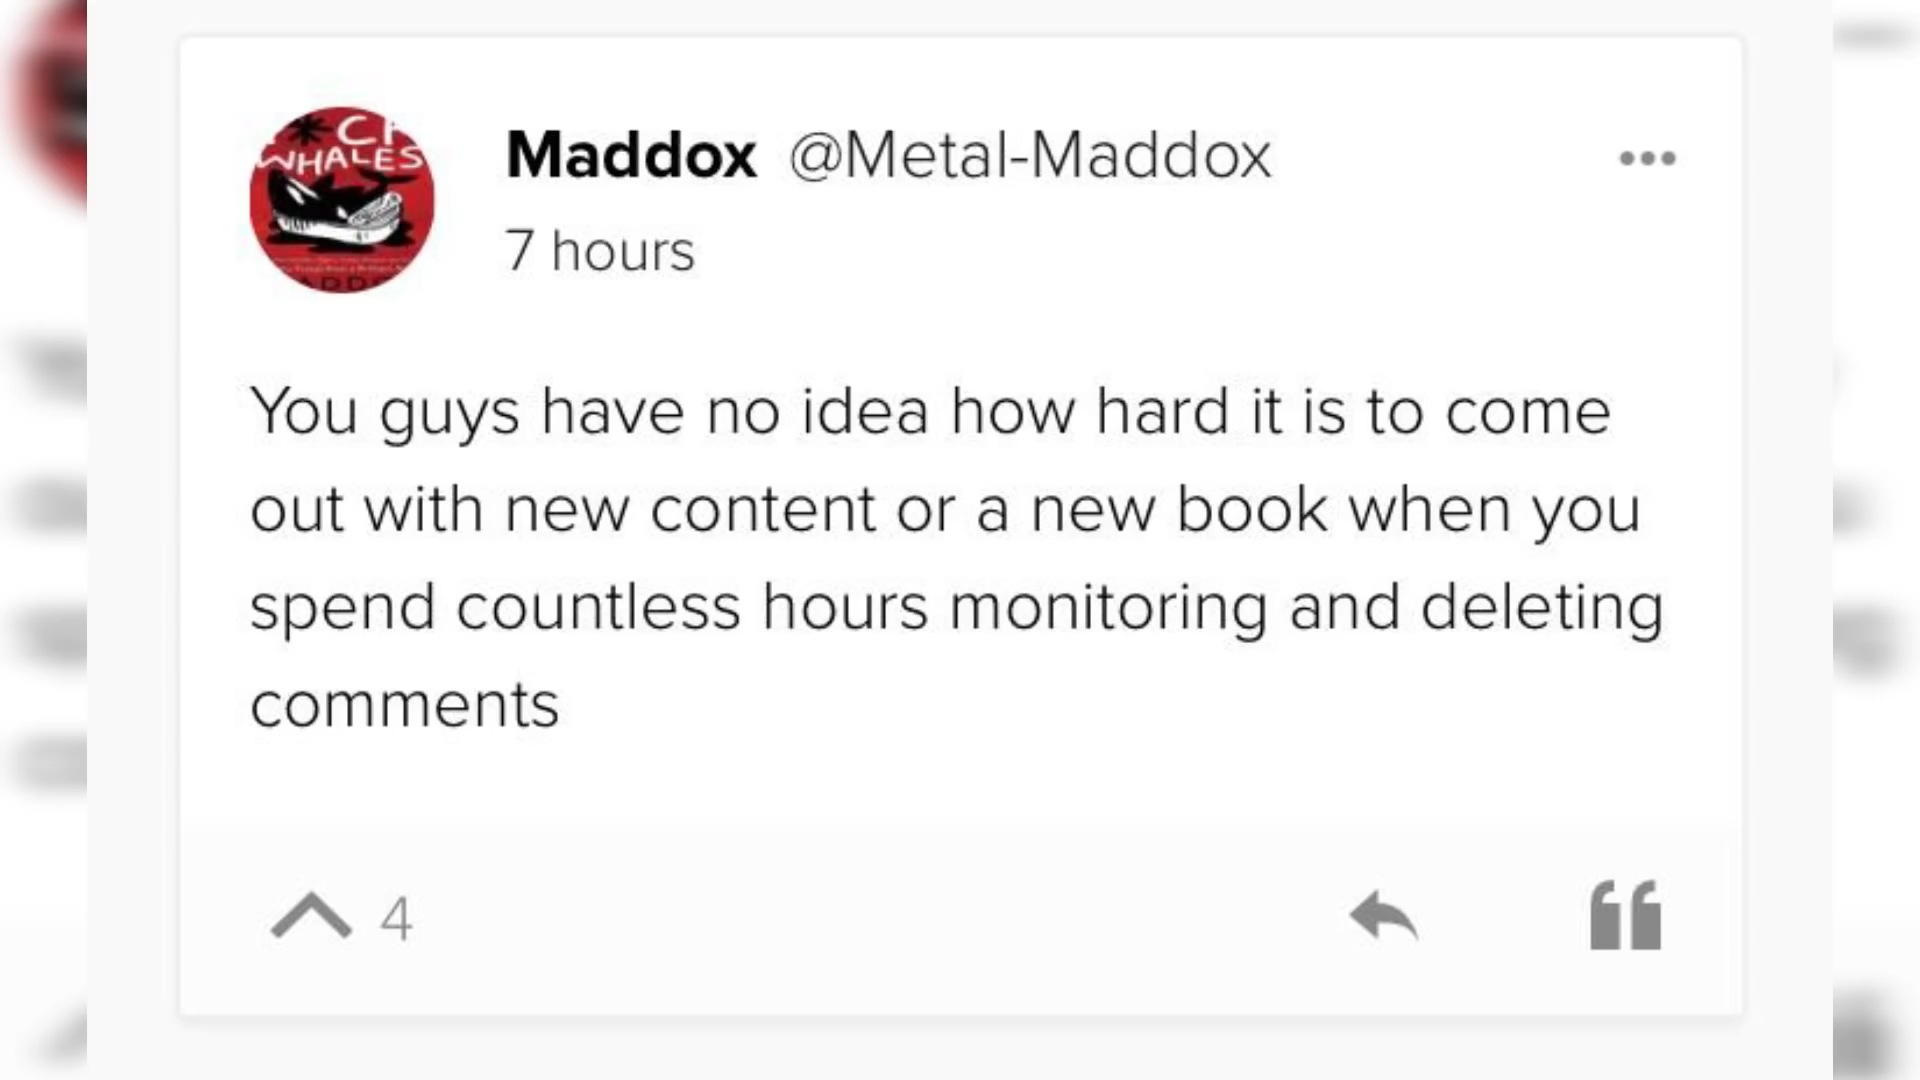 WHALES
Maddox @Metal-Maddox
7 hours
You guys have no idea how hard it is to come
out with new content or a new book when you
spend countless hours monitoring and deleting
comments
4